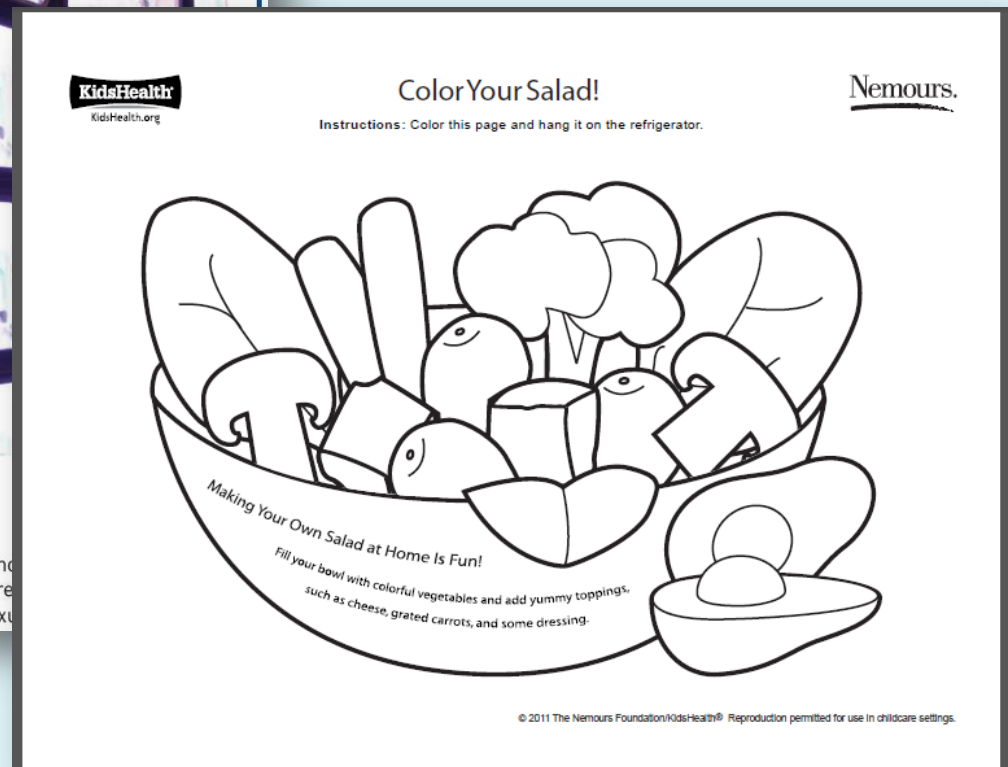 KidsHealth
KidsHealth.org
Color Your Salad!
Nemours.
Instructions: Color this page and hang it on the refrigerator.
Making Your Own Salad at Home Is Fun!
Fill your bowl with colorful vegetables and add yummy toppings,
such as cheese, grated carrots, and some dressing.
© 2011 The Nemours Foundation/KidsHealth® Reproduction permitted for use in childcare settings.